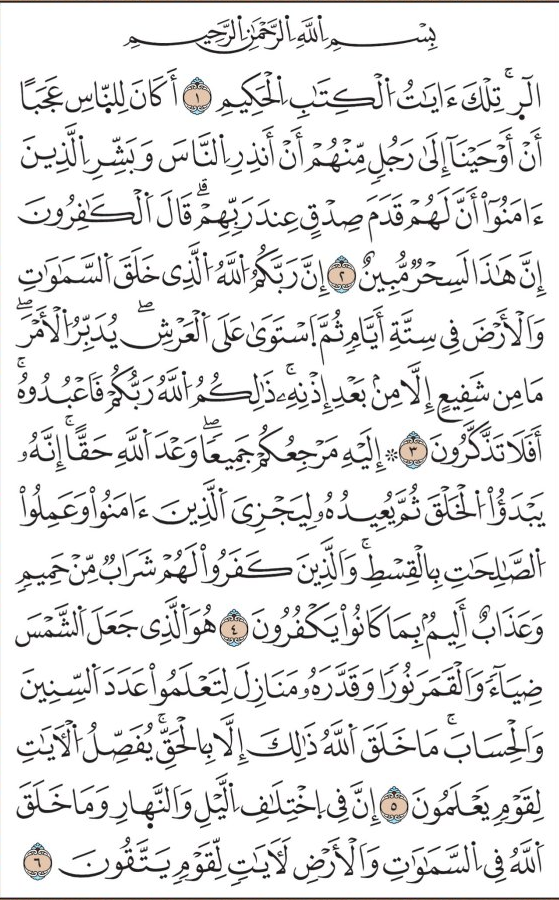 بِسۡمِ ٱللَّهِ ٱلرَّحۡمَٰنِ ٱلرَّحِيمِ
الٓرۚ تِلۡكَ ءَايَٰتُ ٱلۡكِتَٰبِ ٱلۡحَكِيمِ ١ أَكَانَ لِلنَّاسِ عَجَبًا
أَنۡ أَوۡحَيۡنَآ إِلَىٰ رَجُلٖ مِّنۡهُمۡ أَنۡ أَنذِرِ ٱلنَّاسَ وَبَشِّرِ ٱلَّذِينَ
ءَامَنُوٓاْ أَنَّ لَهُمۡ قَدَمَ صِدۡقٍ عِندَ رَبِّهِمۡۗ قَالَ ٱلۡكَٰفِرُونَ
إِنَّ هَٰذَا لَسِحۡرٞ مُّبِينٌ ٢ إِنَّ رَبَّكُمُ ٱللَّهُ ٱلَّذِي خَلَقَ ٱلسَّمَٰوَٰتِ
وَٱلۡأَرۡضَ فِي سِتَّةِ أَيَّامٖ ثُمَّ ٱسۡتَوَىٰ عَلَى ٱلۡعَرۡشِۖ يُدَبِّرُ ٱلۡأَمۡرَۖ
مَا مِن شَفِيعٍ إِلَّا مِنۢ بَعۡدِ إِذۡنِهِۦۚ ذَٰلِكُمُ ٱللَّهُ رَبُّكُمۡ فَٱعۡبُدُوهُۚ
أَفَلَا تَذَّكَّرُونَ ٣ ۞ إِلَيۡهِ مَرۡجِعُكُمۡ جَمِيعٗاۖ وَعۡدَ ٱللَّهِ حَقًّاۚ إِنَّهُۥ
يَبۡدَؤُاْ ٱلۡخَلۡقَ ثُمَّ يُعِيدُهُۥ لِيَجۡزِيَ ٱلَّذِينَ ءَامَنُواْ وَعَمِلُواْ
ٱلصَّٰلِحَٰتِ بِٱلۡقِسۡطِۚ وَٱلَّذِينَ كَفَرُواْ لَهُمۡ شَرَابٞ مِّنۡ حَمِيمٖ
وَعَذَابٌ أَلِيمُۢ بِمَا كَانُواْ يَكۡفُرُونَ ٤ هُوَ ٱلَّذِي جَعَلَ ٱلشَّمۡسَ
ضِيَآءٗ وَٱلۡقَمَرَ نُورٗا وَقَدَّرَهُۥ مَنَازِلَ لِتَعۡلَمُواْ عَدَدَ ٱلسِّنِينَ
وَٱلۡحِسَابَۚ مَا خَلَقَ ٱللَّهُ ذَٰلِكَ إِلَّا بِٱلۡحَقِّۚ يُفَصِّلُ ٱلۡأٓيَٰتِ
لِقَوۡمٖ يَعۡلَمُونَ ٥ إِنَّ فِي ٱخۡتِلَٰفِ ٱلَّيۡلِ وَٱلنَّهَارِ وَمَا خَلَقَ
ٱللَّهُ فِي ٱلسَّمَٰوَٰتِ وَٱلۡأَرۡضِ لَأٓيَٰتٖ لِّقَوۡمٖ يَتَّقُونَ ٦